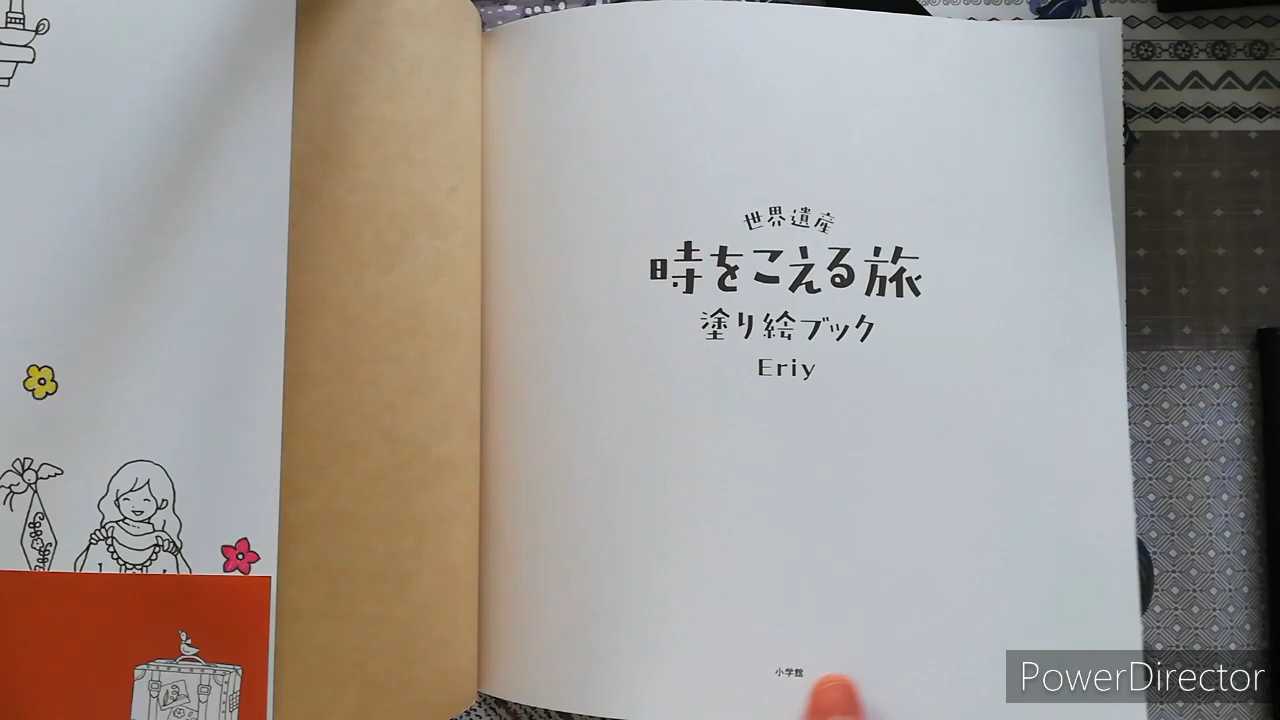 世界遺産
時をこえる旅
塗り絵ブック
Eriy
小学館
PowerDirector